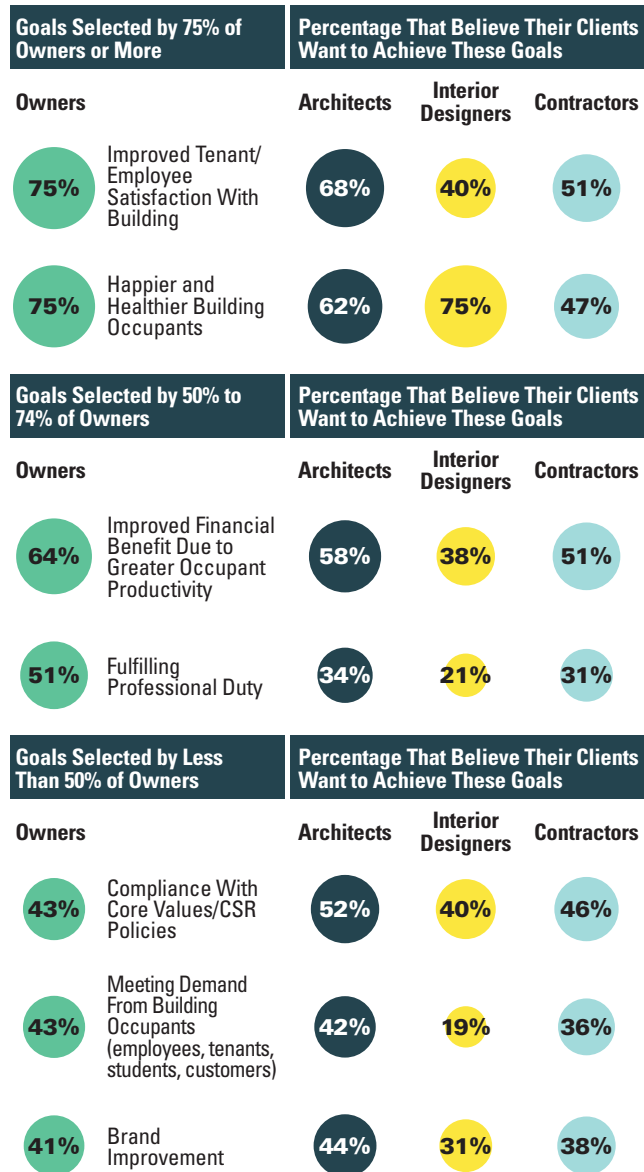 Goals Selected by 75% of
Owners or More
Percentage That Believe Their Clients
Want to Achieve These Goals
Owners
Architects
Interior
Designers
Contractors
75%
Improved Tenant/
Employee
Satisfaction With
Building
68%
40%
51%
75%
Happier and
Healthier Building
Occupants
62%
75%
47%
Goals Selected by 50% to
74% of Owners
Percentage That Believe Their Clients
Want to Achieve These Goals
Owners
Architects
Interior
Designers
Contractors
64%
Improved Financial
Benefit Due to
Greater Occupant
Productivity
58%
38%
51%
51%
Fulfilling
Professional Duty
34%
21%
31%
Goals Selected by Less
Than 50% of Owners
Percentage That Believe Their Clients
Want to Achieve These Goals
Owners
Architects
Interior
Designers
Contractors
43%
Compliance With
Core Values/CSR
Policies
52%
40%
46%
43%
Meeting Demand
From Building
Occupants
(employees, tenants,
students, customers)
42%
19%
36%
41%
Brand
Improvement
44%
31%
38%